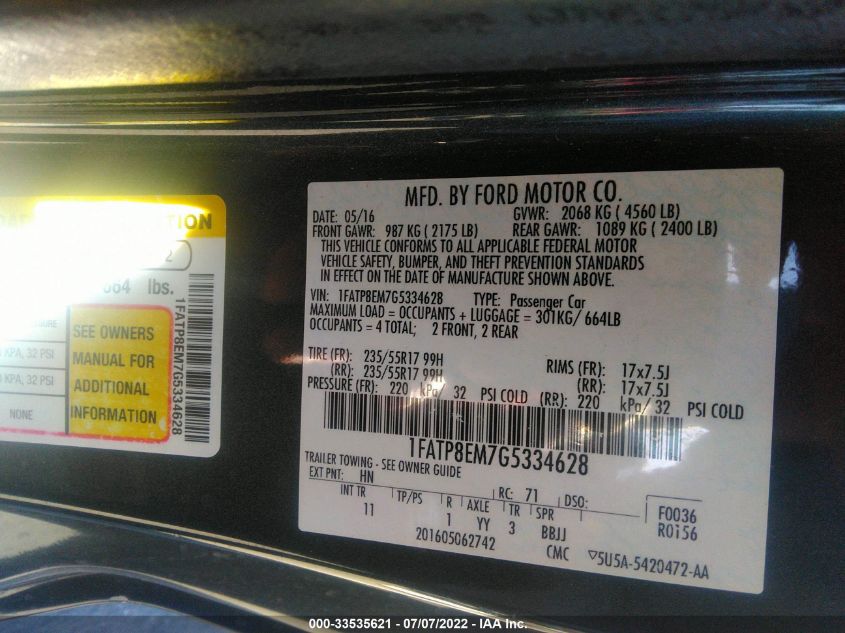 TION
2
664 lbs.
KPA, 32 PSI
KPA, 32 PSI
NONE
SEE OWNERS
MANUAL FOR
ADDITIONAL
INFORMATION
1FATP8EM7G5334628
MFD. BY FORD MOTOR CO.
DATE: 05/16 GVWR: 2068 KG ( 4560 LB)
FRONT GAWR: 987 KG ( 2175 LB) REAR GAWR: 1089 KG ( 2400 LB)
THIS VEHICLE CONFORMS TO ALL APPLICABLE FEDERAL MOTOR
VEHICLE SAFETY, BUMPER, AND THEFT PREVENTION STANDARDS
IN EFFECT ON THE DATE OF MANUFACTURE SHOWN ABOVE.
VIN: 1FATP8EM7G5334628 TYPE: Passenger Car
MAXIMUM LOAD = OCCUPANTS + LUGGAGE = 301KG/ 664LB
OCCUPANTS = 4 TOTAL; 2 FRONT, 2 REAR
TIRE (FR): 235/55R17 99H RIMS (FR): 17x7.5J
(RR): 235/55R17 99H (RR): 17x7.5J
PRESSURE (FR): 220 kPa/ 32 PSI COLD (RR): 220 kPa/ 32 PSI COLD
1FATP8EM7G5334628
TRAILER TOWING - SEE OWNER GUIDE
EXT PNT: HN RC: 71 DSO:
INT TR TP/PS R AXLE TR SPR
11 1 YY 3 BBJJ
F0036
R0156
201605062742 CMC ▽5U5A-5420472-AA
000-33535621 - 07/07/2022 - IAA Inc.